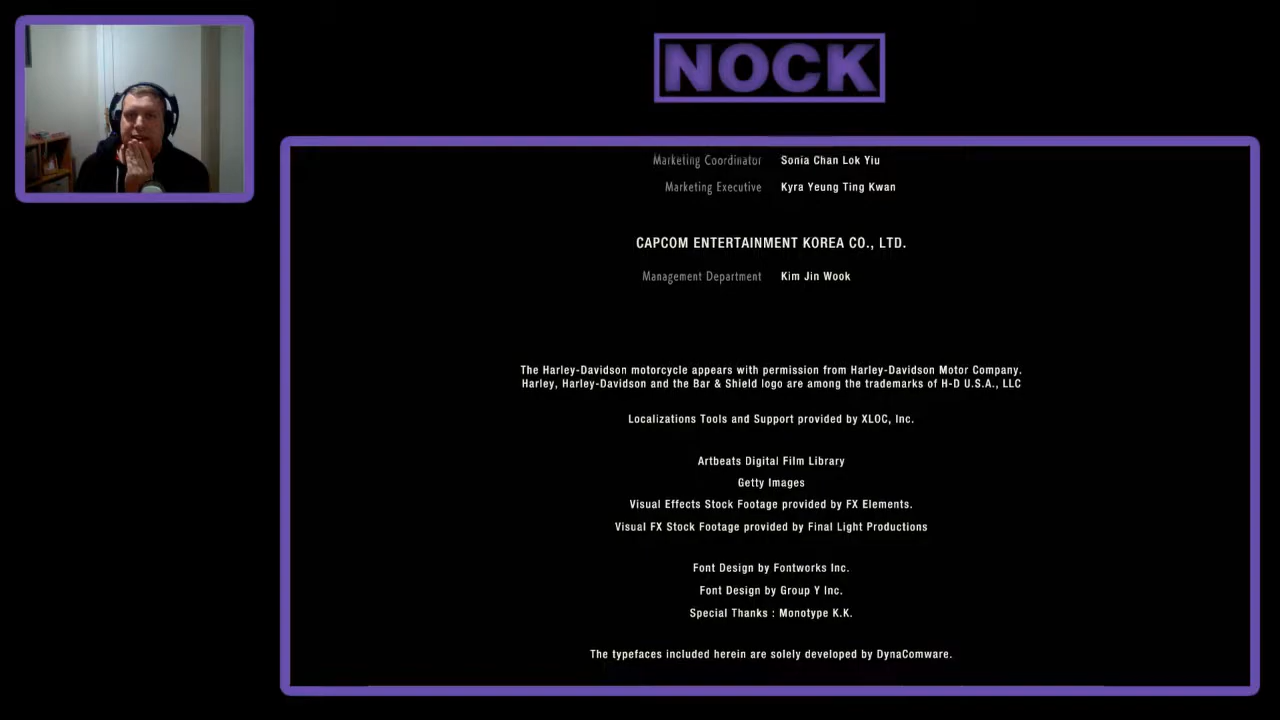 NOCK
Marketing Coordinator Sonia Chan Lok Yiu
Marketing Executive Kyra Yeung Ting Kwan
CAPCOM ENTERTAINMENT KOREA CO., LTD.
Management Department Kim Jin Wook
The Harley-Davidson motorcycle appears with permission from Harley-Davidson Motor Company.
Harley, Harley-Davidson and the Bar & Shield logo are among the trademarks of H-D U.S.A., LLC
Localizations Tools and Support provided by XLOC, Inc.
Artbeats Digital Film Library
Getty Images
Visual Effects Stock Footage provided by FX Elements.
Visual FX Stock Footage provided by Final Light Productions
Font Design by Fontworks Inc.
Font Design by Group Y Inc.
Special Thanks : Monotype K.K.
The typefaces included herein are solely developed by DynaComware.